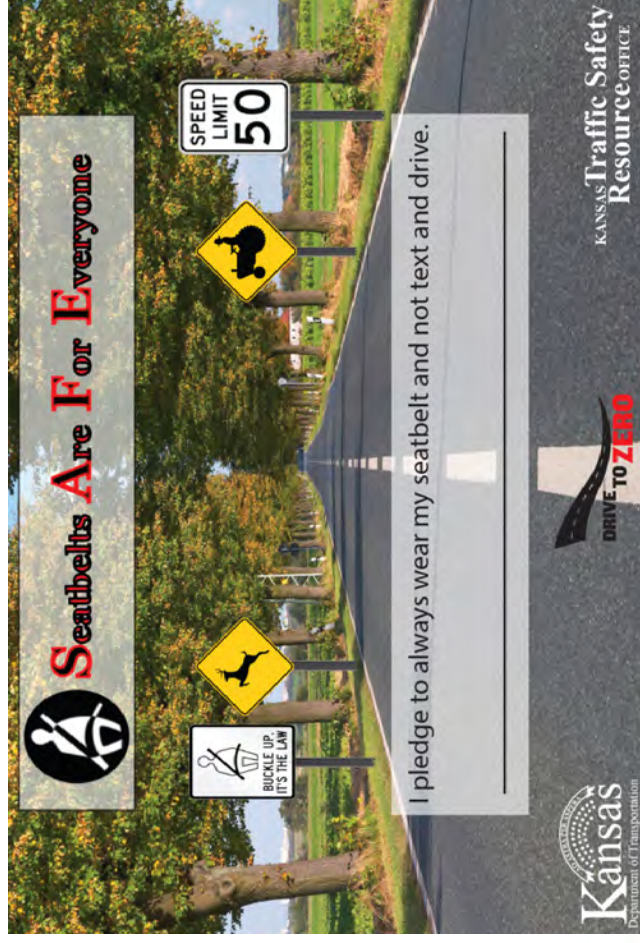 Seatbelts Are For Everyone
BUCKLE UP.
IT'S THE LAW
SPEED
LIMIT
50
I pledge to always wear my seatbelt and not text and drive.
Kansas
Department of Transportation
DRIVE TO ZERO
KANSAS Traffic Safety
Resource OFFICE